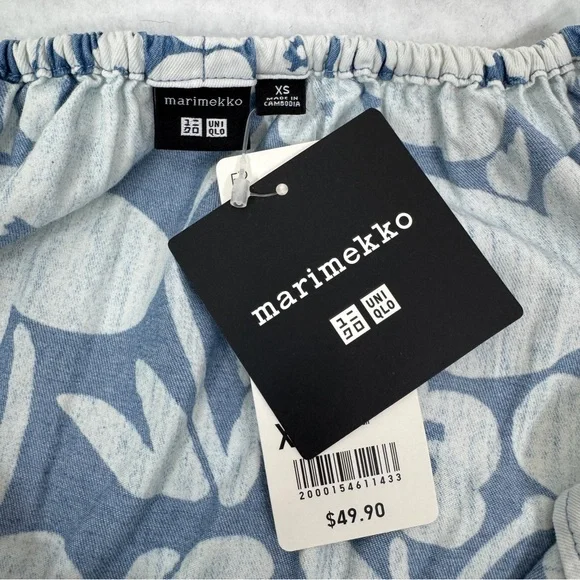 marimekko
ユニ UNI
クロ QLO
XS
MADE IN
CAMBODIA
marimekko
ユニ UNI
クロ QLO
X
2000154611433
$49.90